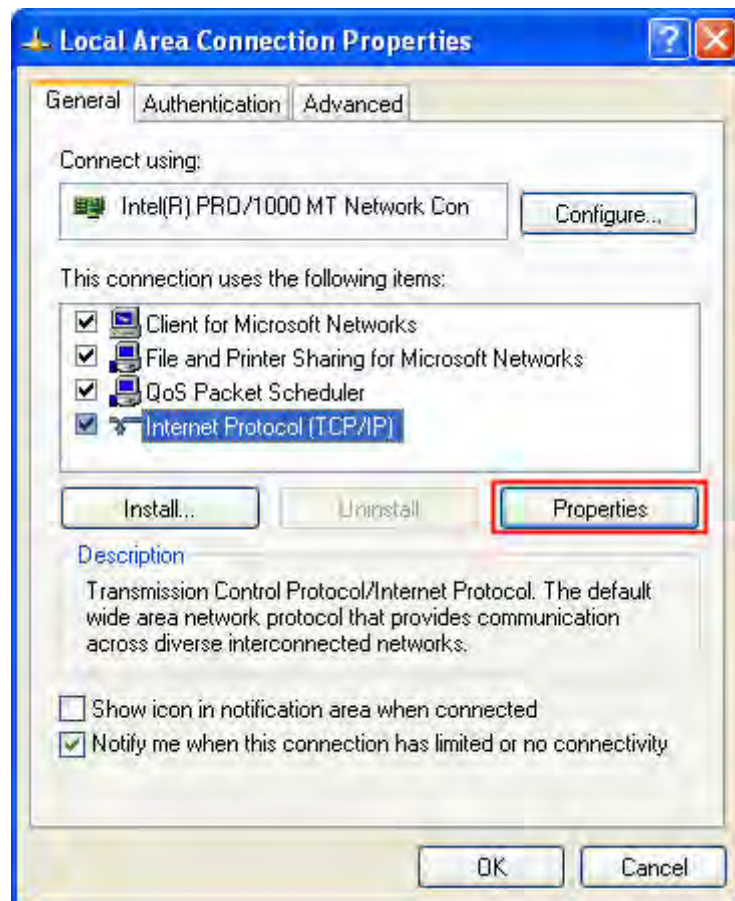 Local Area Connection Properties
General Authentication Advanced
Connect using:
Intel(R) PRO/1000 MT Network Con
Configure...
This connection uses the following items:
Client for Microsoft Networks
File and Printer Sharing for Microsoft Networks
QoS Packet Scheduler
Internet Protocol (TCP/IP)
Install... Uninstall Properties
Description
Transmission Control Protocol/Internet Protocol. The default
wide area network protocol that provides communication
across diverse interconnected networks.
Show icon in notification area when connected
Notify me when this connection has limited or no connectivity
OK Cancel